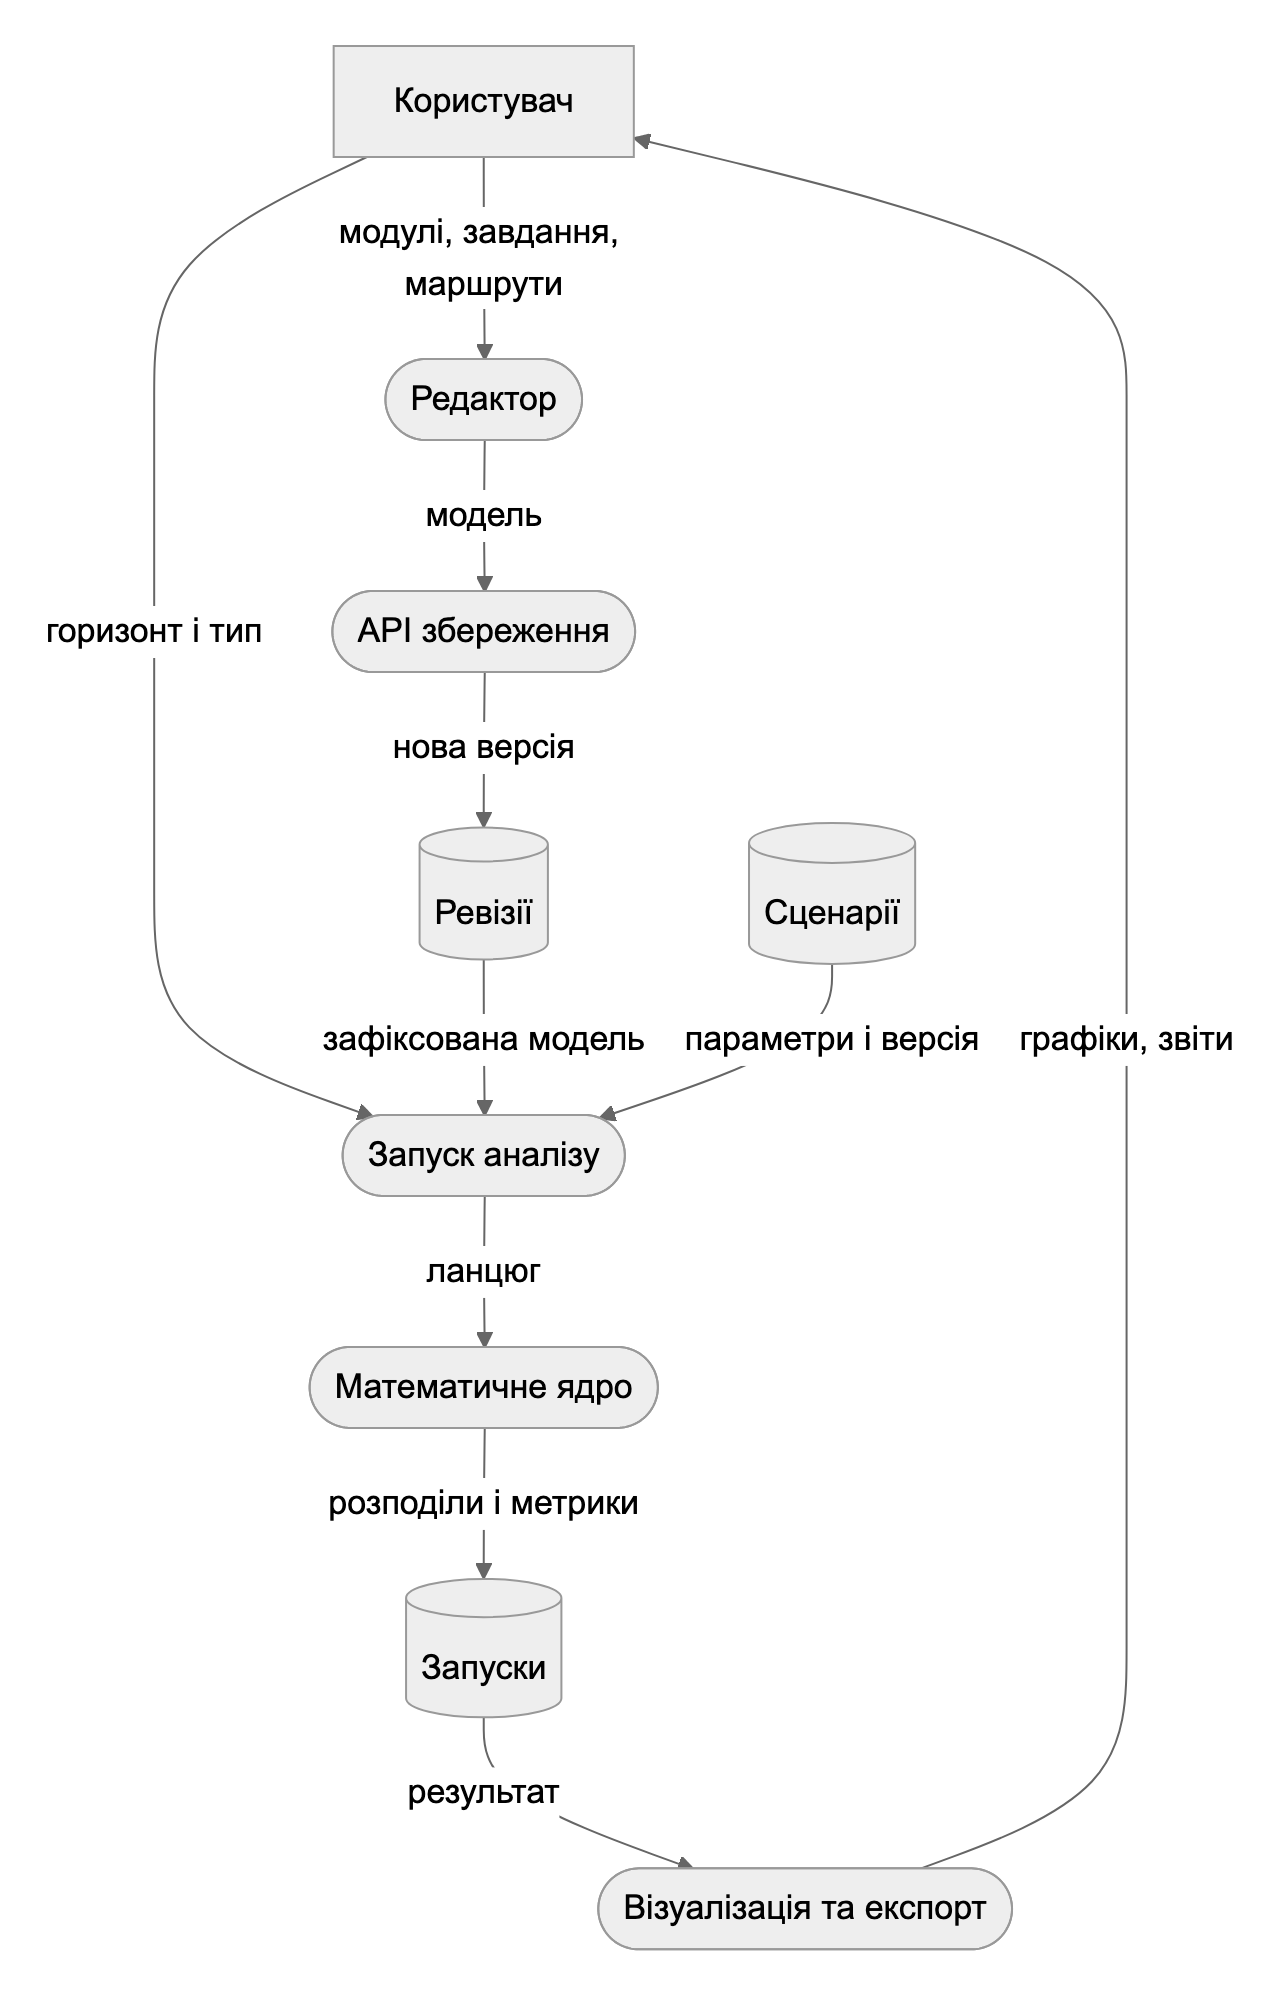 Користувач
модулі, завдання,
маршрути
Редактор
модель
АРІ збереження
горизонт і тип
нова версія
Ревізії
Сценарії
зафіксована модель
параметри і версія
графіки, звіти
Запуск аналізу
ланцюг
Математичне ядро
розподіли і метрики
Запуски
результат
Візуалізація та експорт